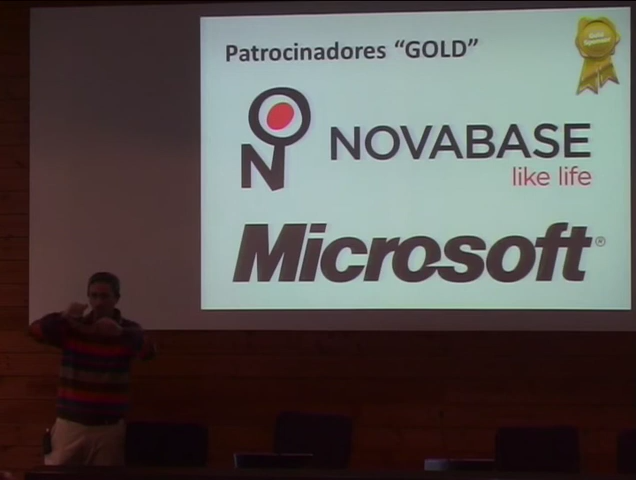 Patrocinadores “GOLD”
NOVABASE
like life
Microsoft®